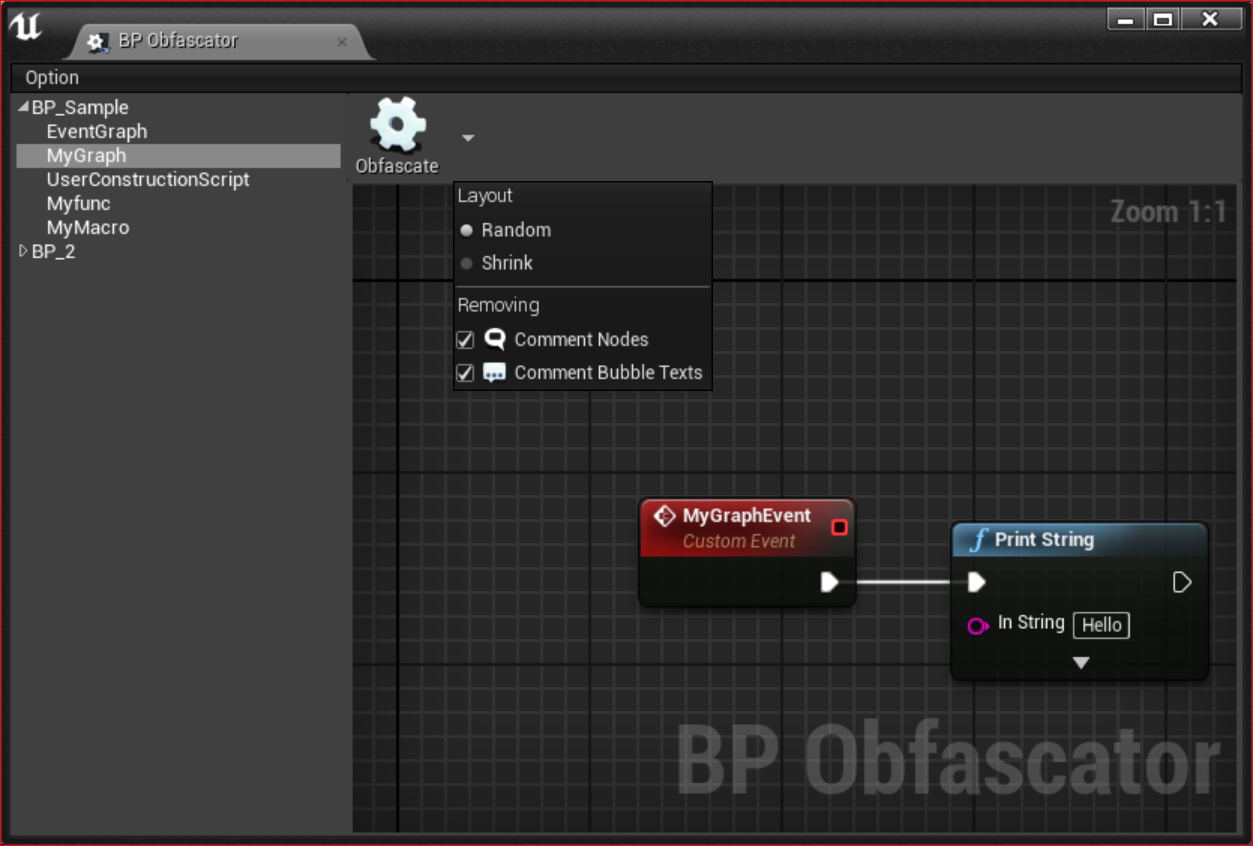 BP Obfascator
Option
BP_Sample
EventGraph
MyGraph
UserConstructionScript
Myfunc
MyMacro
BP_2
Obfascate
Layout
Random
Shrink
Removing
Comment Nodes
Comment Bubble Texts
Zoom 1:1
MyGraphEvent
Custom Event
Print String
In String Hello
BP Obfascator